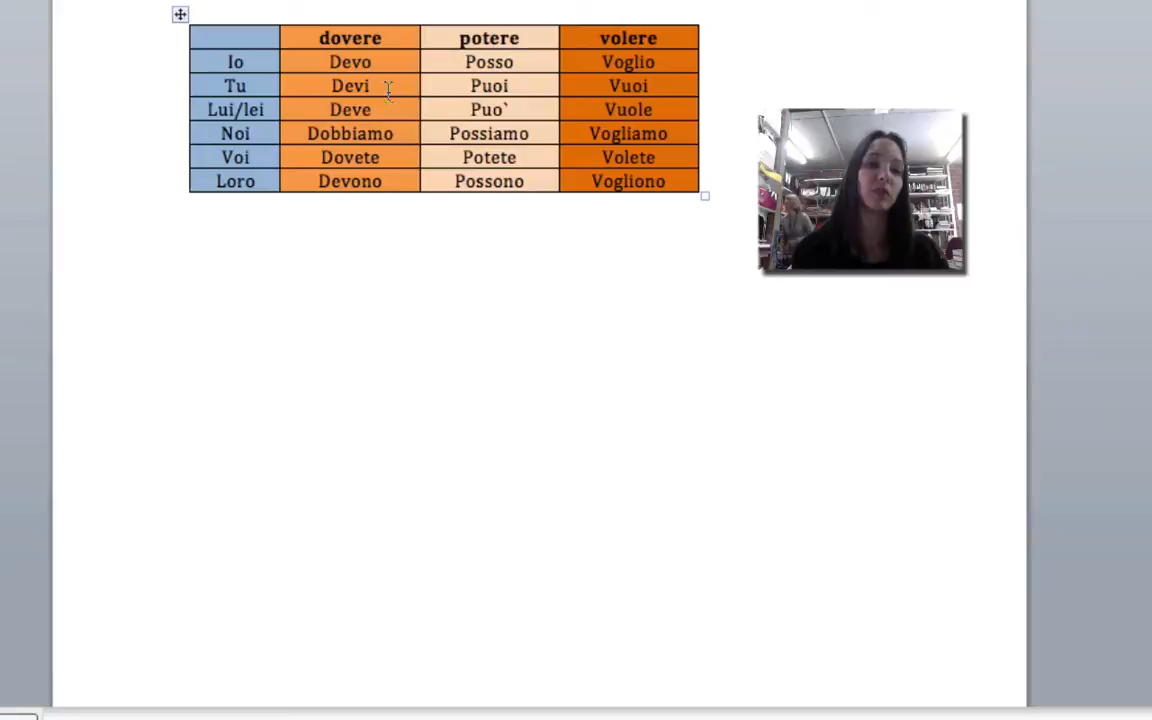 dovere potere volere
Io Devo Posso Voglio
Tu Devi Puoi Vuoi
Lui/lei Deve Puo` Vuole
Noi Dobbiamo Possiamo Vogliamo
Voi Dovete Potete Volete
Loro Devono Possono Vogliono